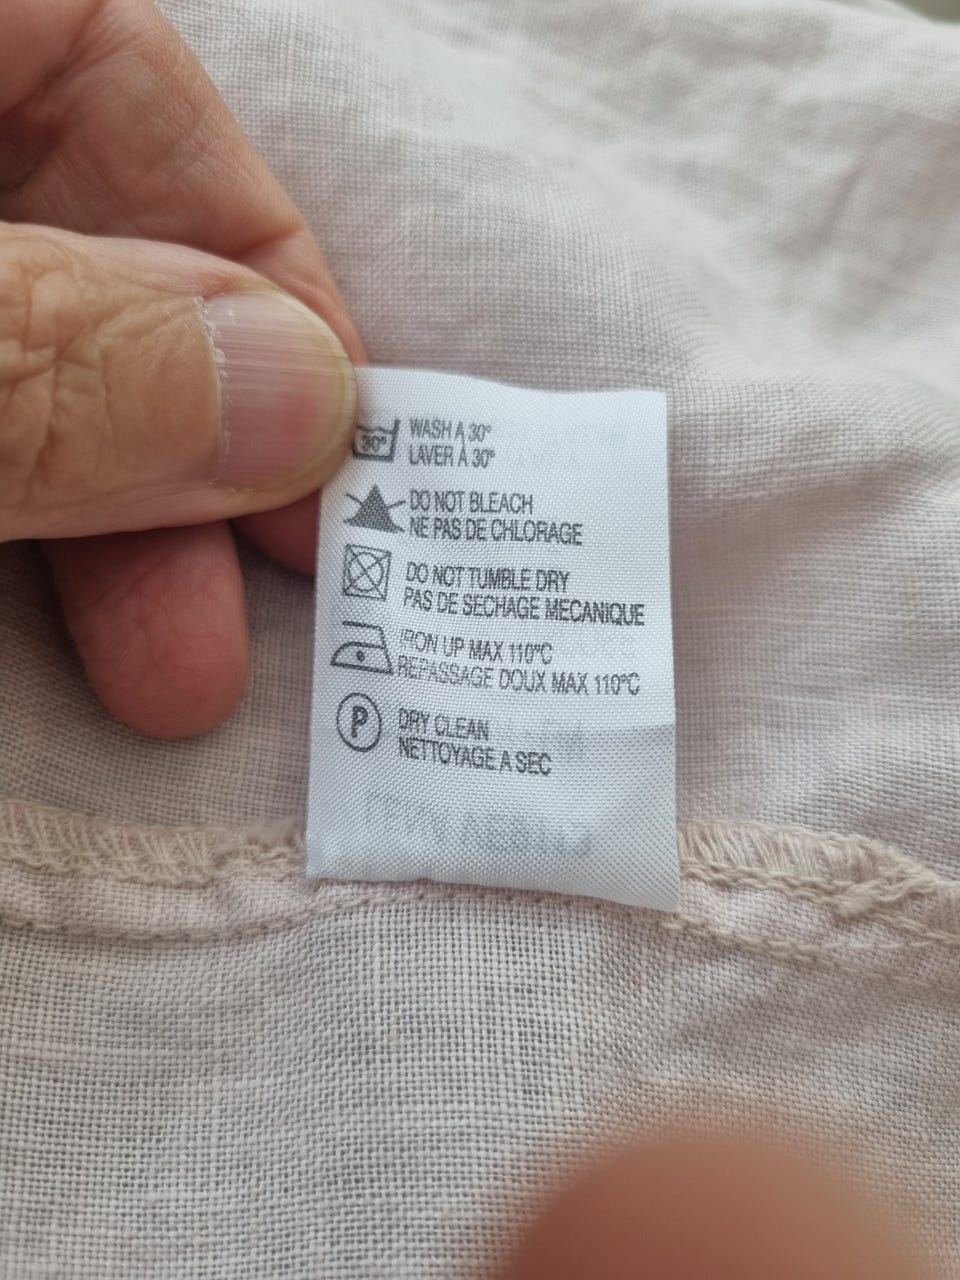 30°
WASH A 30°
LAVER À 30°
DO NOT BLEACH
NE PAS DE CHLORAGE
DO NOT TUMBLE DRY
PAS DE SECHAGE MECANIQUE
IRON UP MAX 110°C
REPASSAGE DOUX MAX 110°C
P
DRY CLEAN
NETTOYAGE A SEC